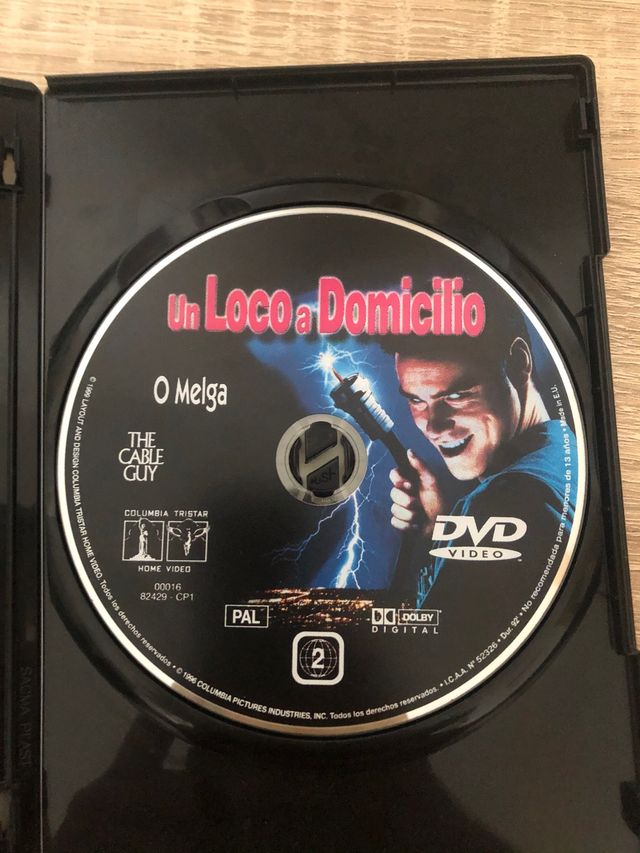 Un Loco a Domicilio
O Melga
THE
CABLE
GUY
COLUMBIA TRISTAR
HOME VIDEO
00016
82429 - CP1
PUSH
DVD
VIDEO
PAL
DOLBY
DIGITAL
2
© 1999 LAYOUT AND DESIGN COLUMBIA TRISTAR HOME VIDEO. Todos los derechos reservados. • © 1996 COLUMBIA PICTURES INDUSTRIES, INC. Todos los derechos reservados. • I.C.A.A. Nº 52326 • Dur. 92' • No recomendada para menores de 13 años • Made in E.U.